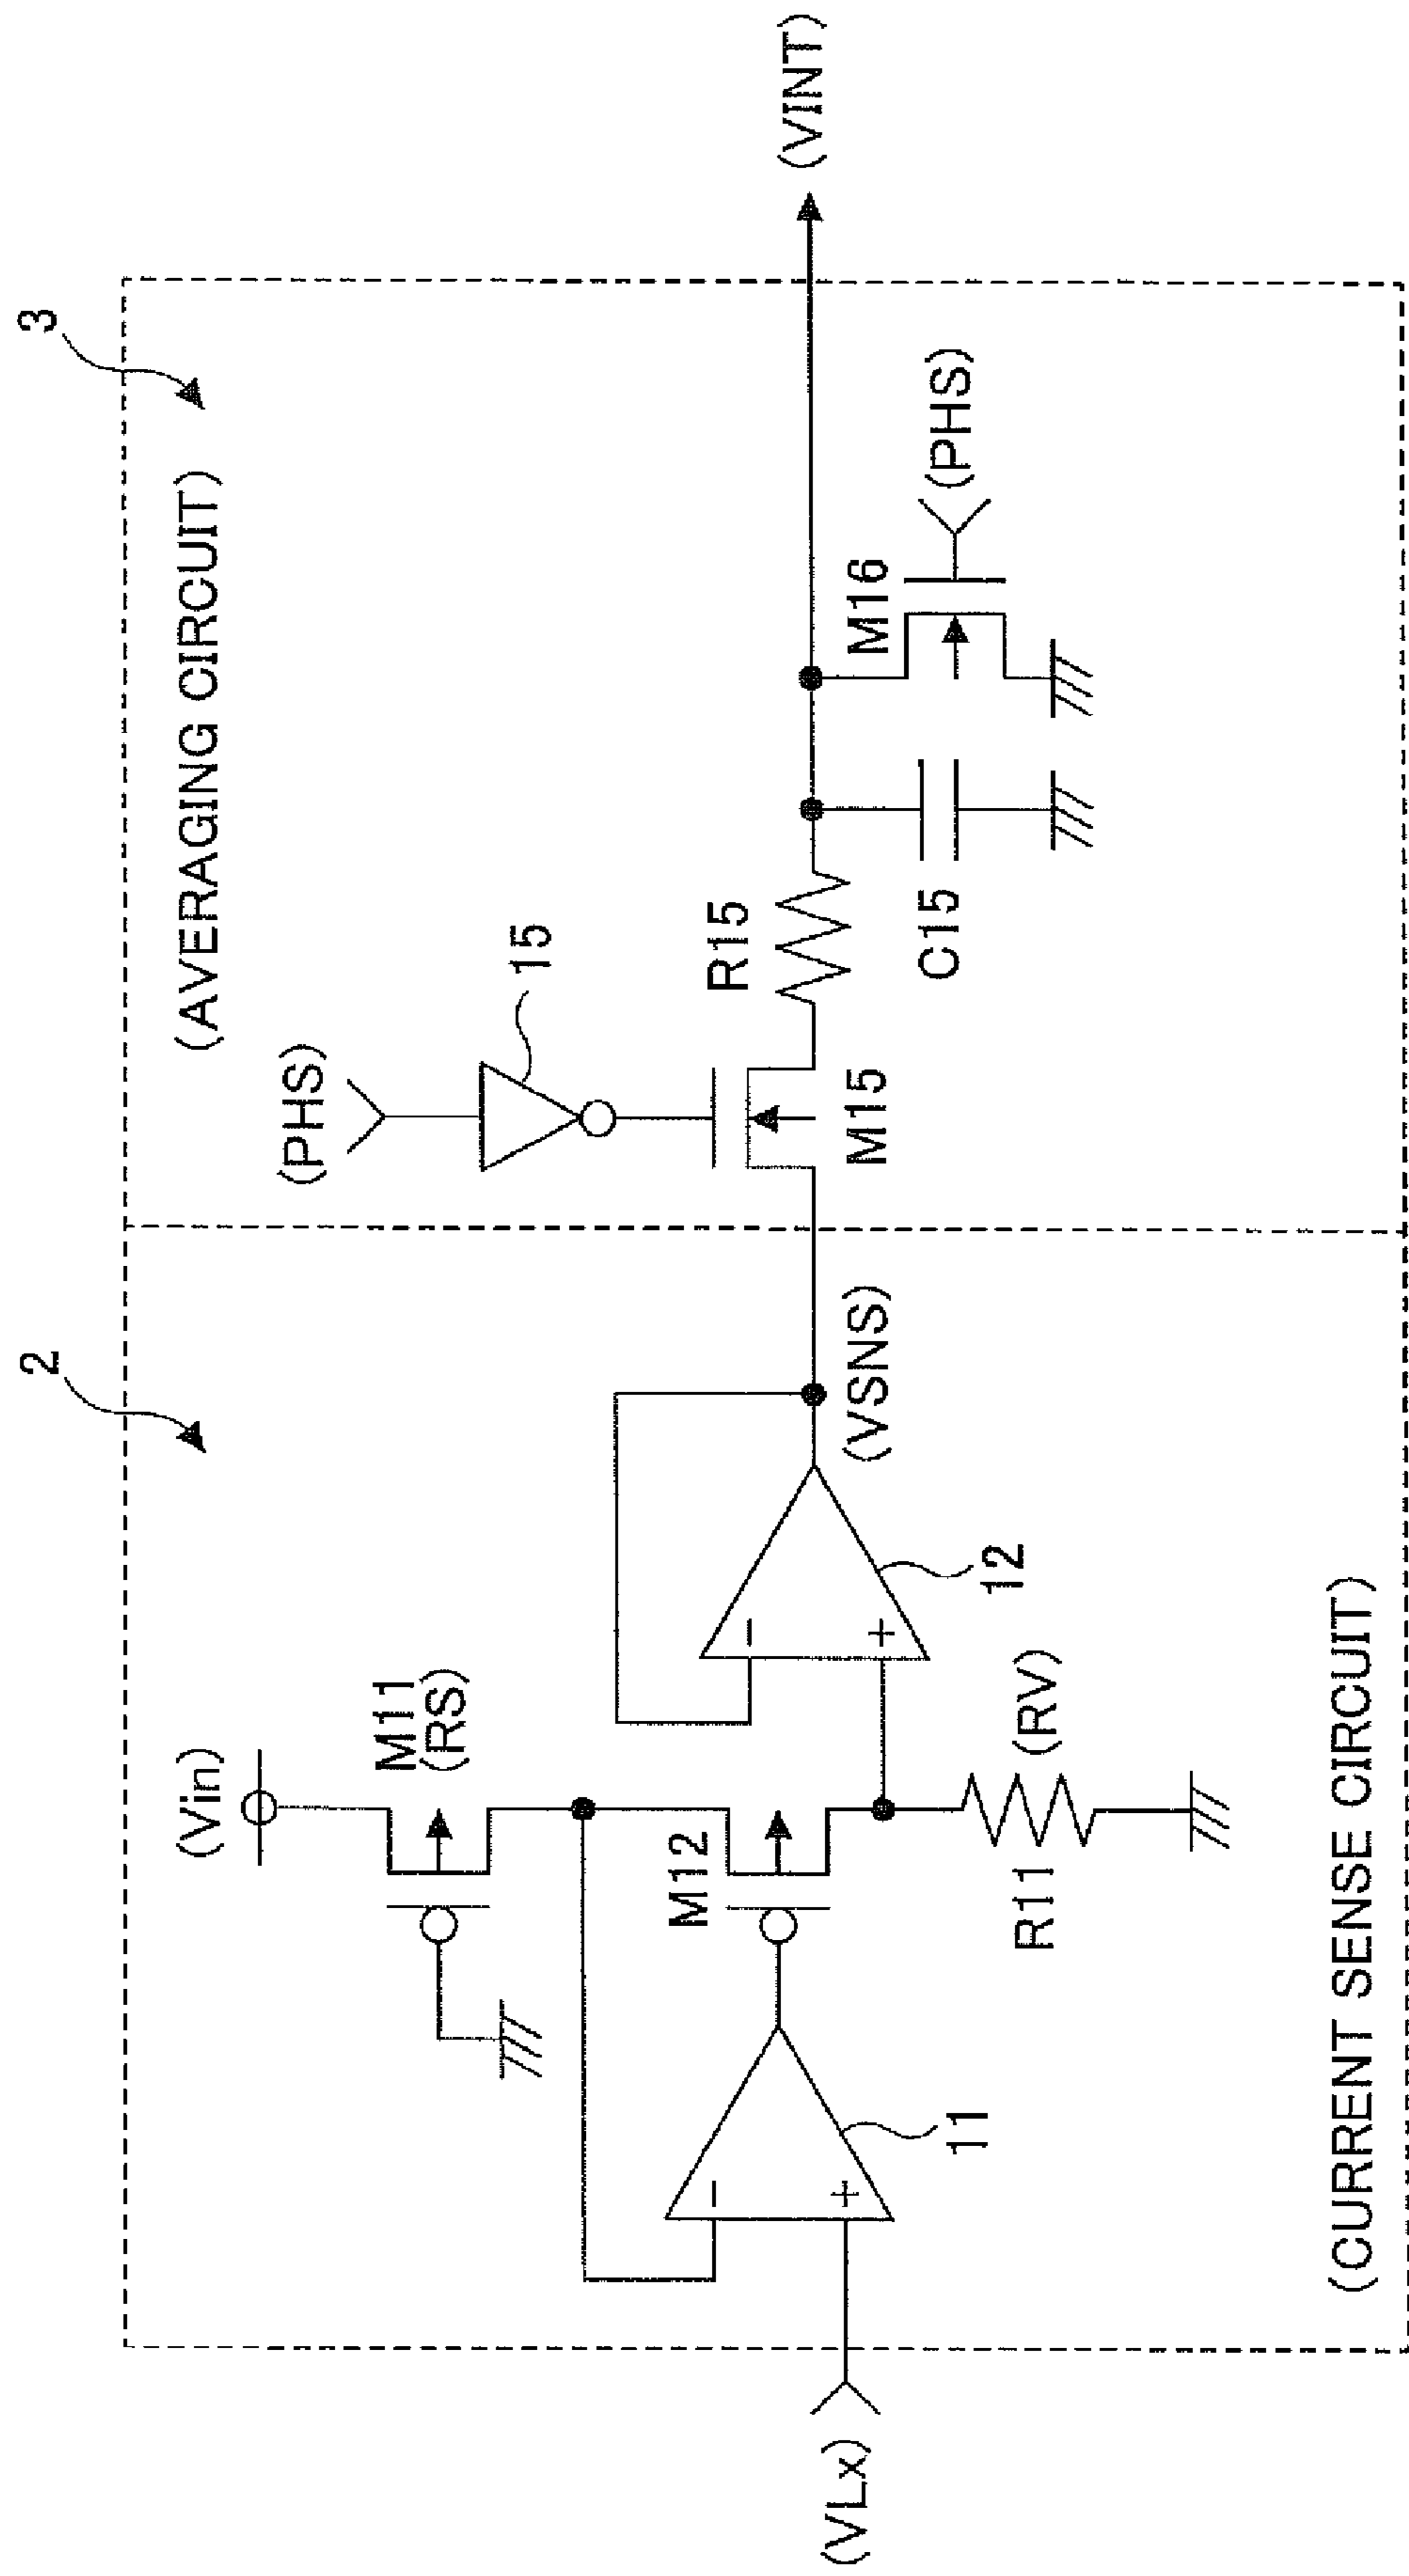 2
3
(AVERAGING CIRCUIT)
(Vin)
(PHS)
M11
(RS)
15
M12
R15
(VINT)
-
-
+
+
(VLx)
11
12
(VSNS)
M15
M16
C15
(PHS)
R11
(RV)
(CURRENT SENSE CIRCUIT)